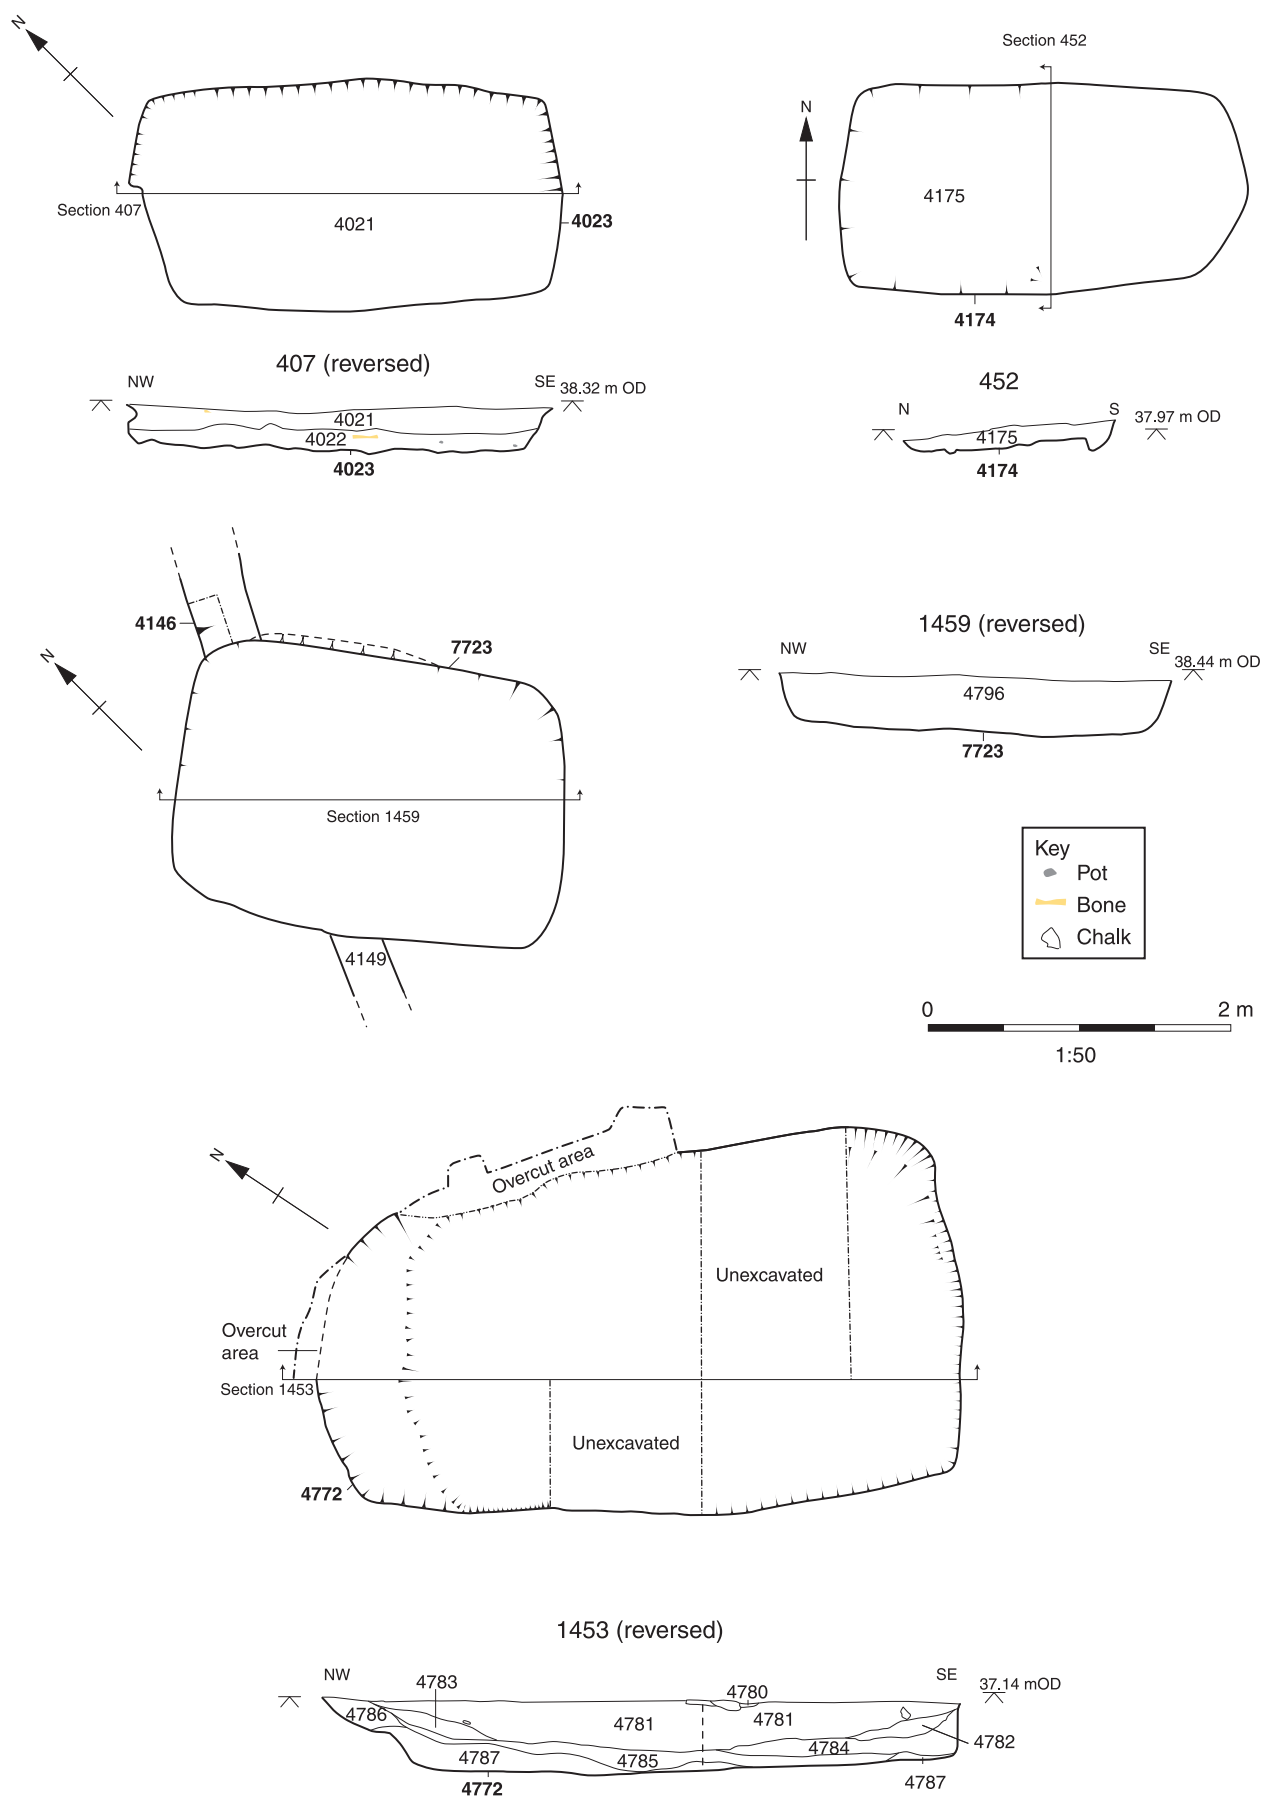 N
Section 407
4021
4023
Section 452
N
4175
4174
407 (reversed)
NW
SE
38.32 m OD
4021
4022
4023
452
N
S
37.97 m OD
4175
4174
4146
7723
N
Section 1459
4149
1459 (reversed)
NW
SE
38.44 m OD
4796
7723
Key
Pot
Bone
Chalk
0
2 m
1:50
N
Overcut area
Unexcavated
Overcut
area
Section 1453
Unexcavated
4772
1453 (reversed)
NW
SE
37.14 mOD
4783
4780
4786
4781
4781
4782
4784
4787
4785
4787
4772